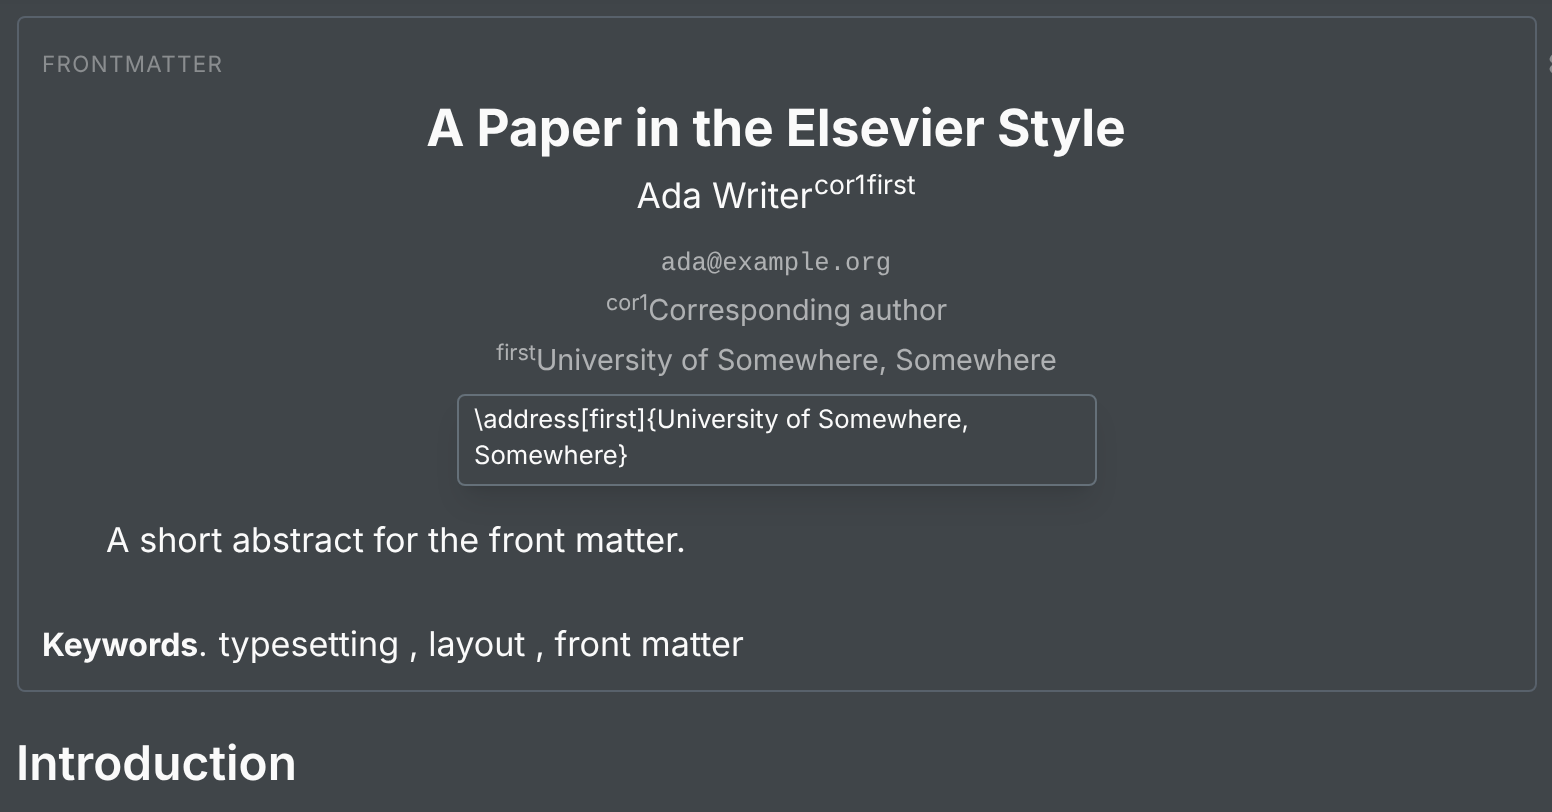 FRONTMATTER
A Paper in the Elsevier Style
Ada Writercor1first
ada@example.org
cor1Corresponding author
firstUniversity of Somewhere, Somewhere
\address[first]{University of Somewhere,
Somewhere}
A short abstract for the front matter.
Keywords. typesetting , layout , front matter
Introduction